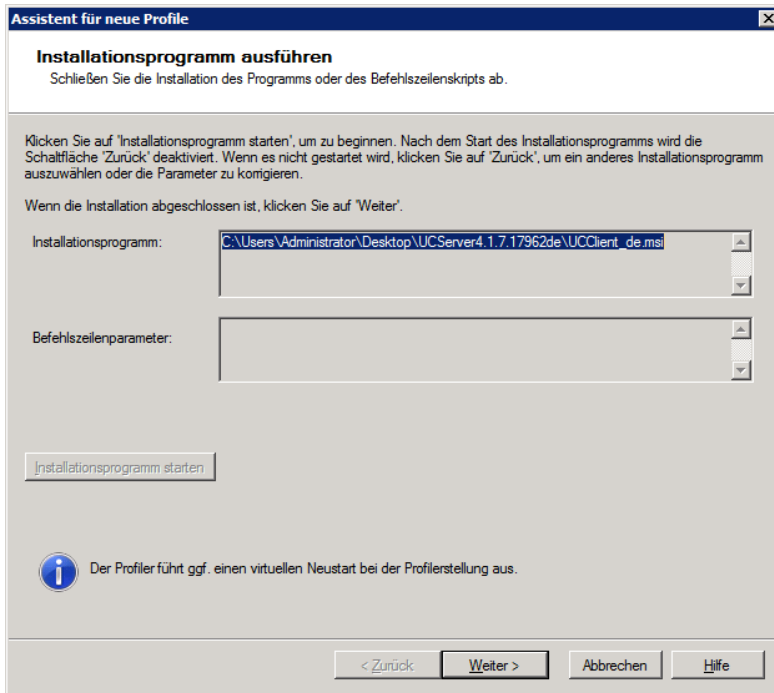 Assistent für neue Profile
Installationsprogramm ausführen
Schließen Sie die Installation des Programms oder des Befehlszeilenskripts ab.
Klicken Sie auf 'Installationsprogramm starten', um zu beginnen. Nach dem Start des Installationsprogramms wird die
Schaltfläche 'Zurück' deaktiviert. Wenn es nicht gestartet wird, klicken Sie auf 'Zurück', um ein anderes Installationsprogramm
auszuwählen oder die Parameter zu korrigieren.
Wenn die Installation abgeschlossen ist, klicken Sie auf 'Weiter'.
Installationsprogramm:
C:\Users\Administrator\Desktop\UCServer4.1.7.17962de\UCClient_de.msi
Befehlszeilenparameter:
Installationsprogramm starten
Der Profiler führt ggf. einen virtuellen Neustart bei der Profilerstellung aus.
< Zurück Weiter > Abbrechen Hilfe